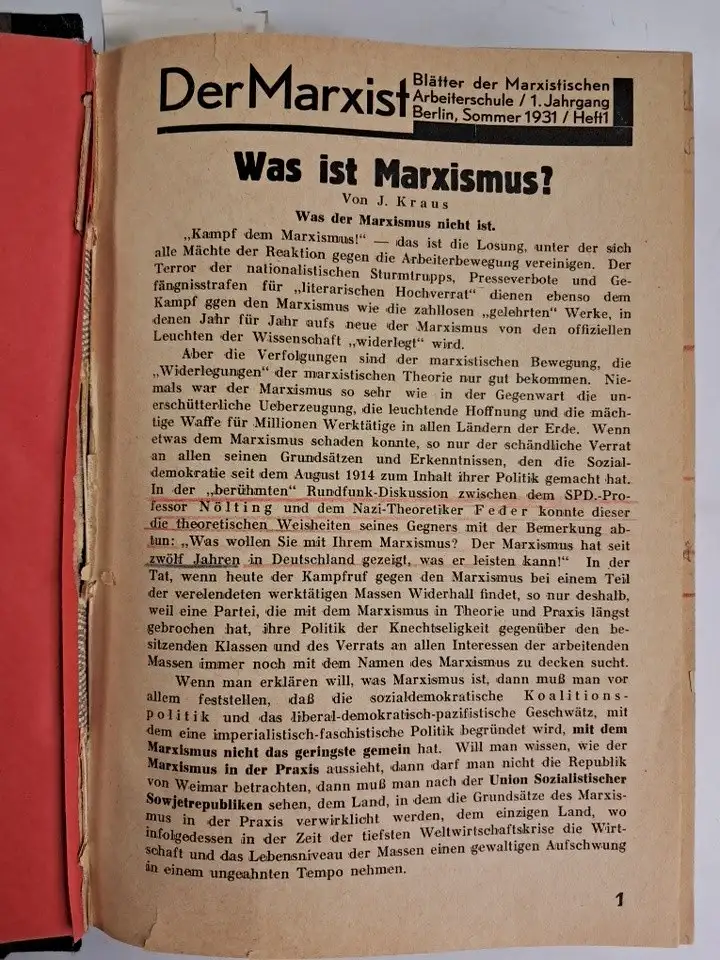 Der Marxist
Blätter der Marxistischen
Arbeiterschule / 1. Jahrgang
Berlin, Sommer 1931 / Heft 1
Was ist Marxismus?
Von J. Kraus
Was der Marxismus nicht ist.
„Kampf dem Marxismus!“ — das ist die Losung, unter der sich
alle Mächte der Reaktion gegen die Arbeiterbewegung vereinigen. Der
Terror der nationalistischen Sturmtrupps, Presseverbote und Ge-
fängnisstrafen für „literarischen Hochverrat“ dienen ebenso dem
Kampf ggen den Marxismus wie die zahllosen „gelehrten“ Werke, in
denen Jahr für Jahr aufs neue der Marxismus von den offiziellen
Leuchten der Wissenschaft „widerlegt“ wird.
Aber die Verfolgungen sind der marxistischen Bewegung, die
„Widerlegungen“ der marxistischen Theorie nur gut bekommen. Nie-
mals war der Marxismus so sehr wie in der Gegenwart die un-
erschütterliche Ueberzeugung, die leuchtende Hoffnung und die mäch-
tige Waffe für Millionen Werktätige in allen Ländern der Erde. Wenn
etwas dem Marxismus schaden konnte, so nur der schändliche Verrat
an allen seinen Grundsätzen und Erkenntnissen, den die Sozial-
demokratie seit dem August 1914 zum Inhalt ihrer Politik gemacht hat.
In der „berühmten“ Rundfunk-Diskussion zwischen dem SPD.-Pro-
fessor Nölting und dem Nazi-Theoretiker Feder konnte dieser
die theoretischen Weisheiten seines Gegners mit der Bemerkung ab-
tun: „Was wollen Sie mit Ihrem Marxismus? Der Marxismus hat seit
zwölf Jahren in Deutschland gezeigt, was er leisten kann!“ In der
Tat, wenn heute der Kampfruf gegen den Marxismus bei einem Teil
der verelendeten werktätigen Massen Widerhall findet, so nur deshalb,
weil eine Partei, die mit dem Marxismus in Theorie und Praxis längst
gebrochen hat, ihre Politik der Knechtseligkeit gegenüber den be-
sitzenden Klassen und des Verrats an allen Interessen der arbeitenden
Massen immer noch mit dem Namen des Marxismus zu decken sucht.
Wenn man erklären will, was Marxismus ist, dann muß man vor
allem feststellen, daß die sozialdemokratische Koalitions-
politik und das liberal-demokratisch-pazifistische Geschwätz, mit
dem eine imperialistisch-faschistische Politik begründet wird, mit dem
Marxismus nicht das geringste gemein hat. Will man wissen, wie der
Marxismus in der Praxis aussieht, dann darf man nicht die Republik
von Weimar betrachten, dann muß man nach der Union Sozialistischer
Sowjetrepubliken sehen, dem Land, in dem die Grundsätze des Marxis-
mus in der Praxis verwirklicht werden, dem einzigen Land, wo
infolgedessen in der Zeit der tiefsten Weltwirtschaftskrise die Wirt-
schaft und das Lebensniveau der Massen einen gewaltigen Aufschwung
in einem ungeahnten Tempo nehmen.
1